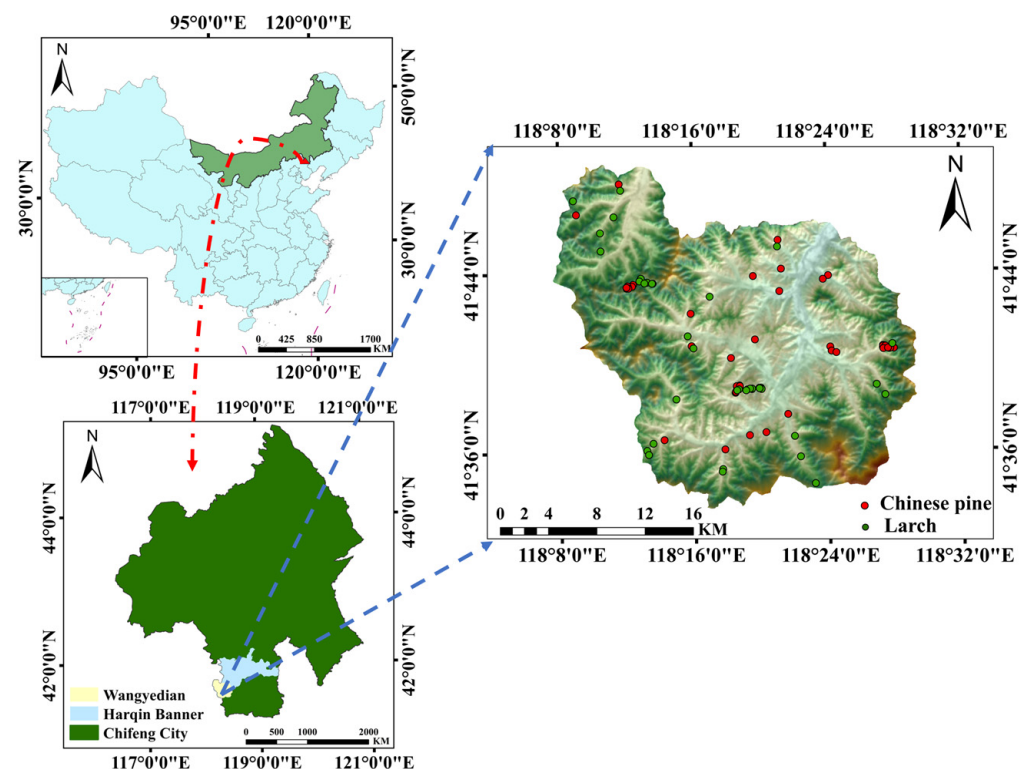 95°0'0"E 120°0'0"E
N
50°0'0"N
30°0'0"N
30°0'0"N
0 425 850 1700
KM
95°0'0"E 120°0'0"E
117°0'0"E 119°0'0"E 121°0'0"E
N
44°0'0"N
44°0'0"N
42°0'0"N
42°0'0"N
Wangyedian
Harqin Banner
Chifeng City
0 500 1000 2000
KM
117°0'0"E 119°0'0"E 121°0'0"E
118°8'0"E 118°16'0"E 118°24'0"E 118°32'0"E
N
41°44'0"N
41°44'0"N
41°36'0"N
41°36'0"N
Chinese pine
Larch
0 2 4 8 12 16
KM
118°8'0"E 118°16'0"E 118°24'0"E 118°32'0"E